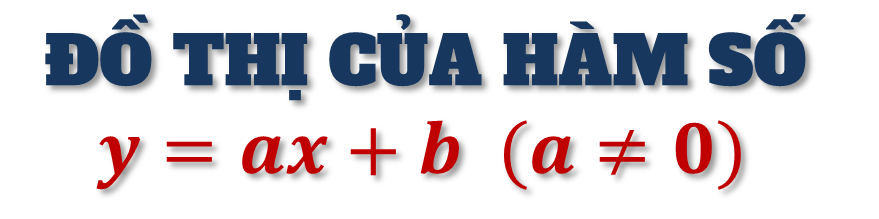 ĐỒ THỊ CỦA HÀM SỐ
y = ax + b (a ≠ 0)